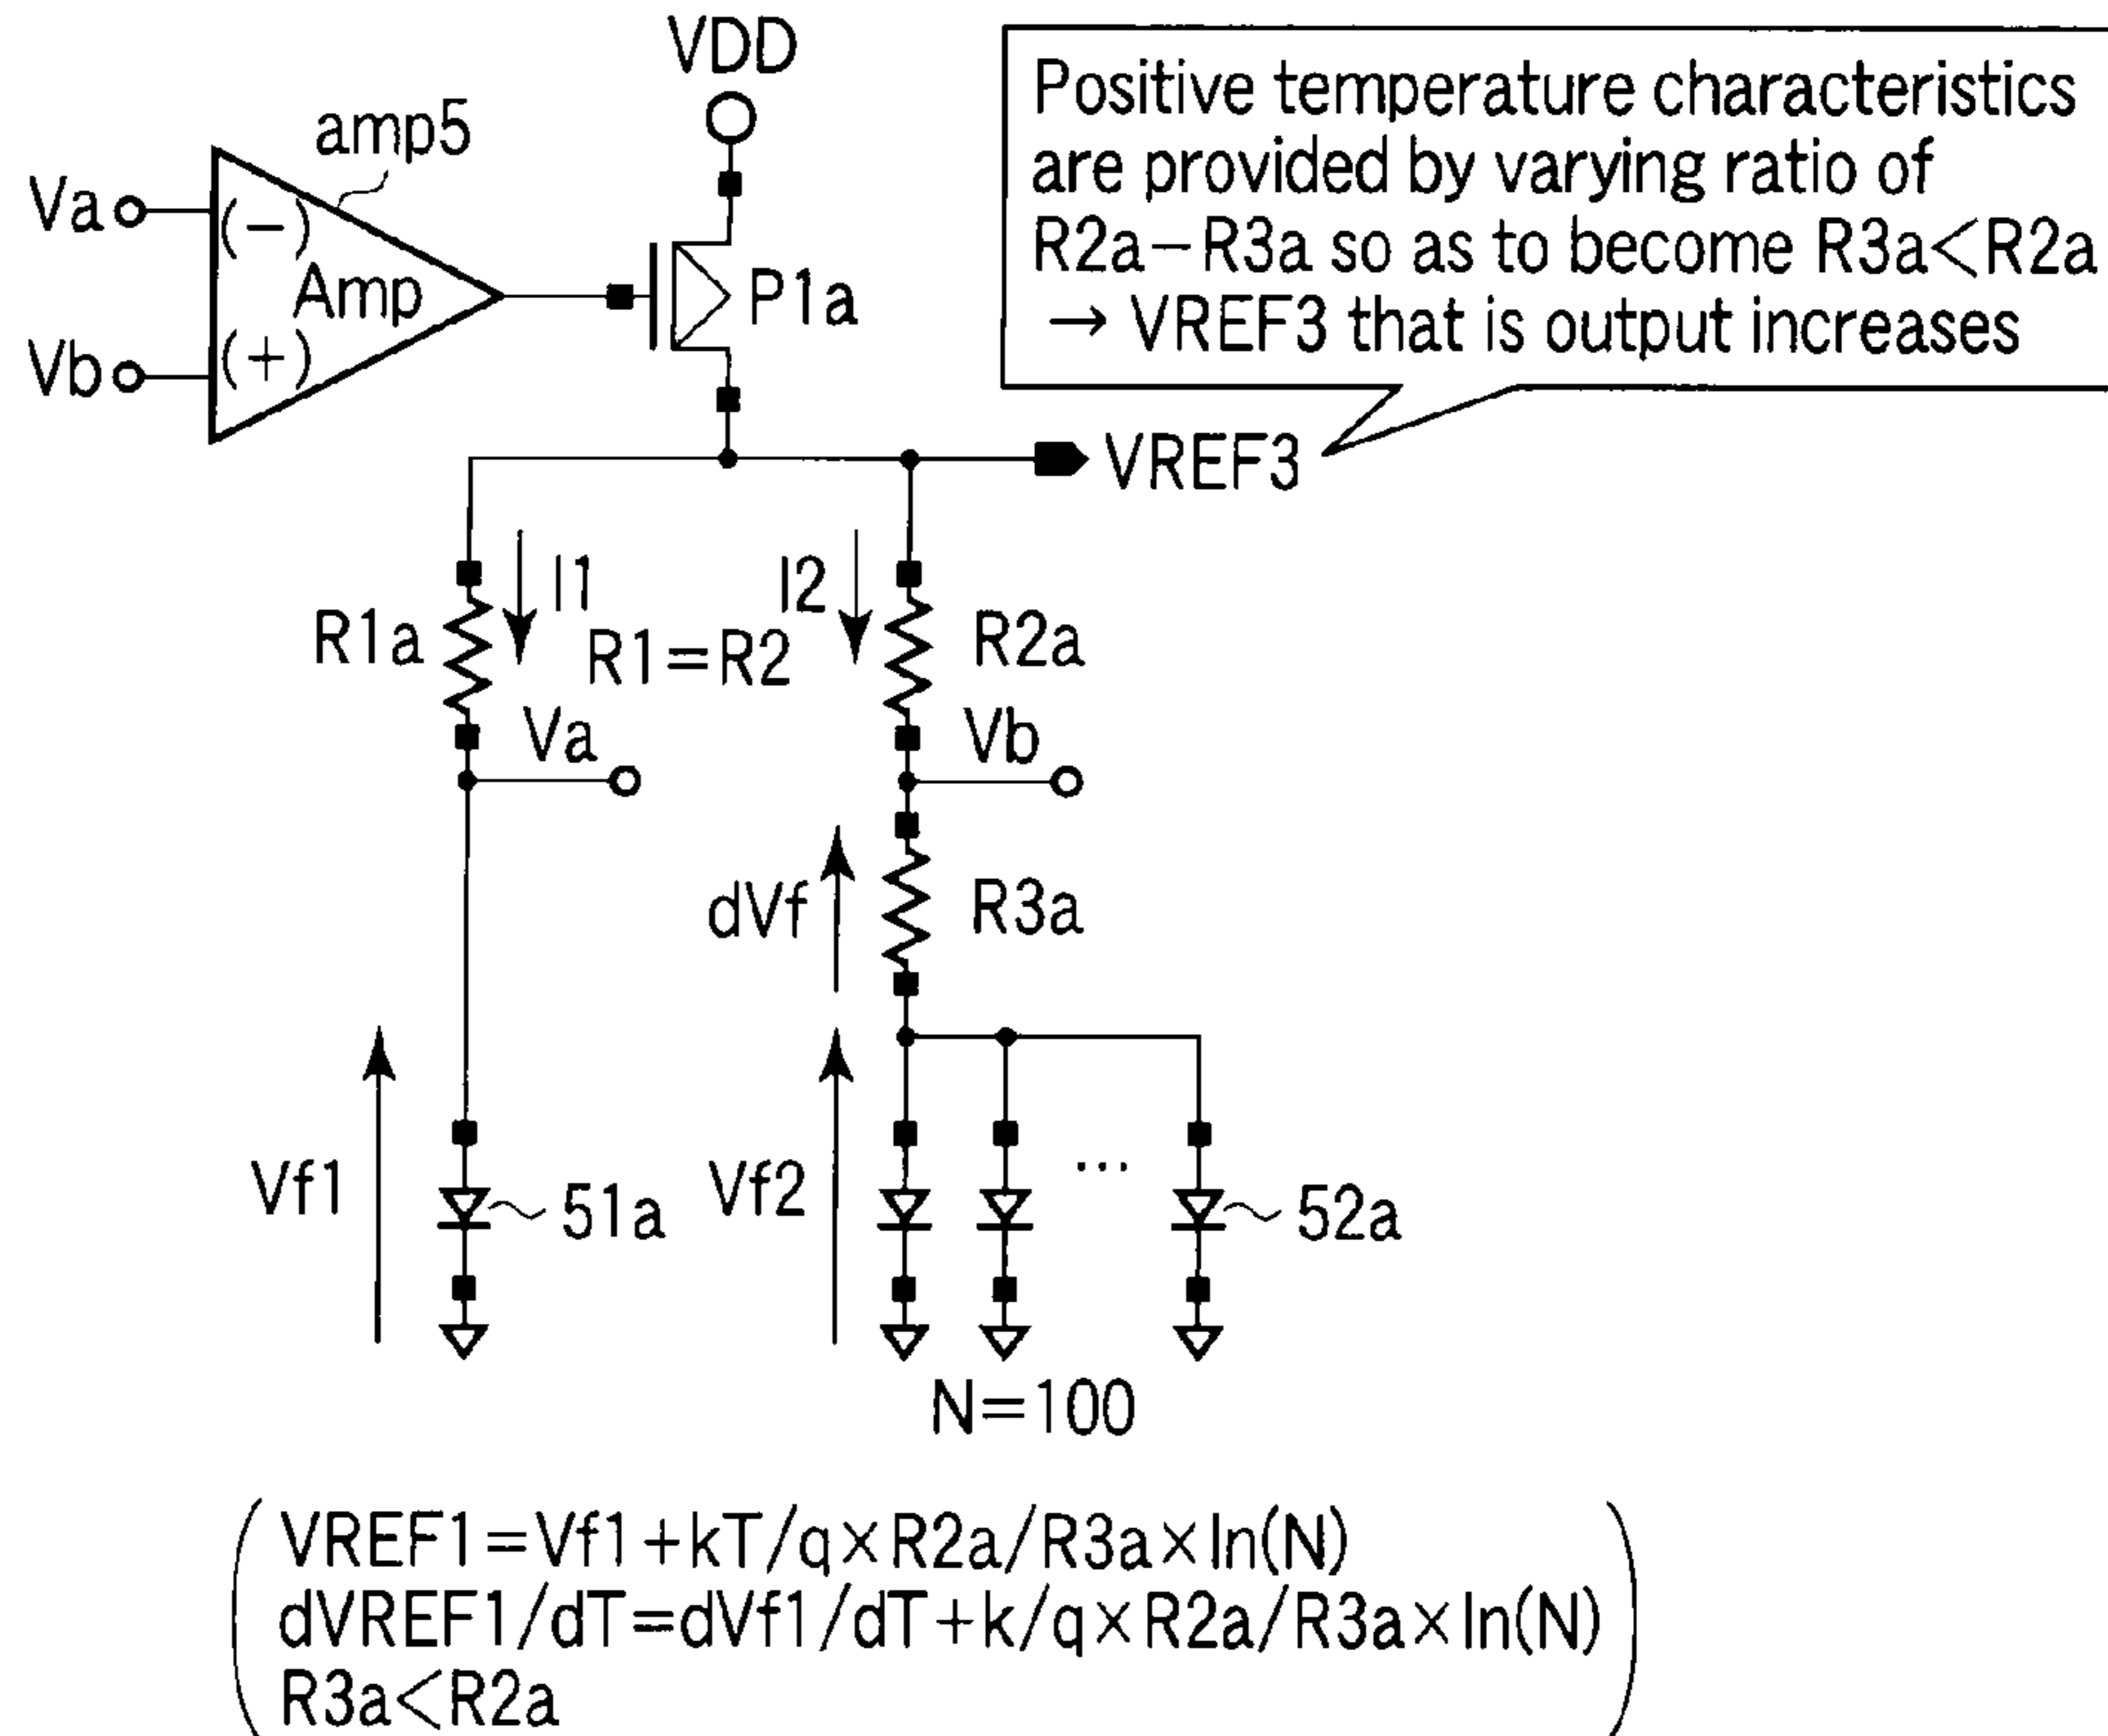 VDD
amp5
Va
(−)
Amp
Vb
(+)
P1a
Positive temperature characteristics
are provided by varying ratio of
R2a−R3a so as to become R3a<R2a
→ VREF3 that is output increases
VREF3
I1
I2
R1a
R1=R2
R2a
Va
Vb
dVf
R3a
Vf1
51a
Vf2
...
52a
N=100
VREF1=Vf1+kT/q×R2a/R3a×ln(N)
dVREF1/dT=dVf1/dT+k/q×R2a/R3a×ln(N)
R3a<R2a